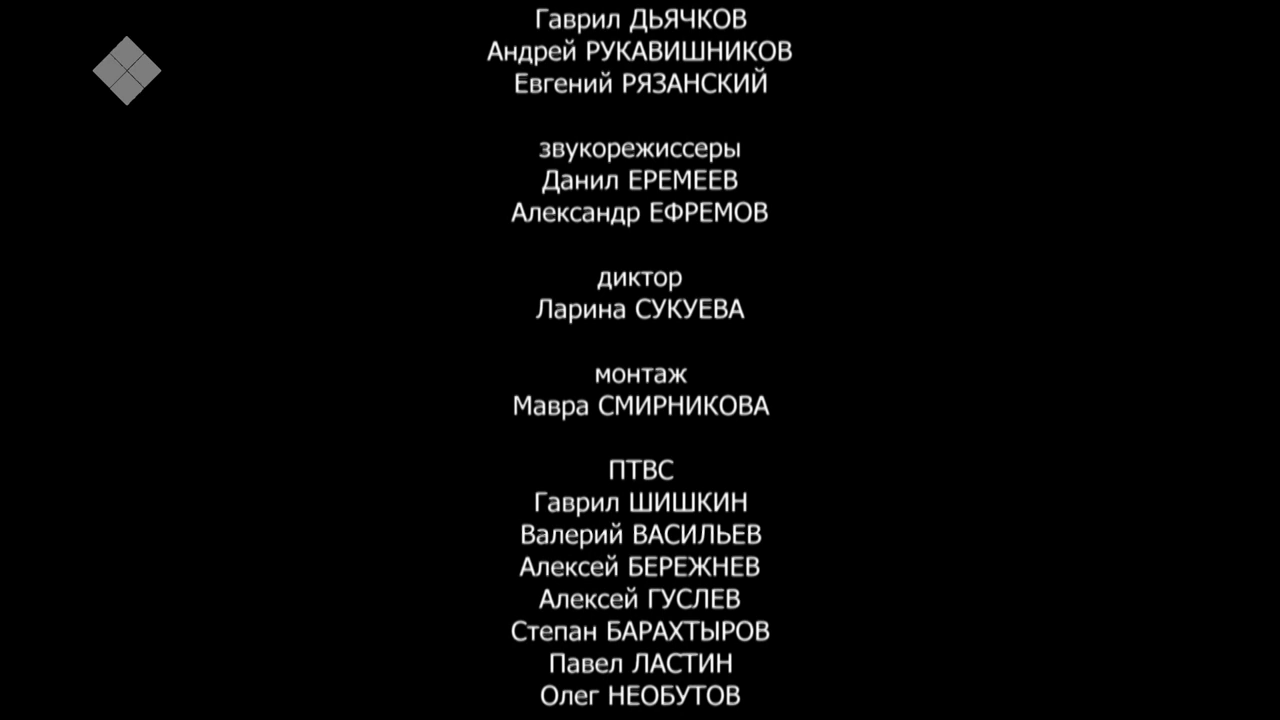 Гаврил ДЬЯЧКОВ
Андрей РУКАВИШНИКОВ
Евгений РЯЗАНСКИЙ
звукорежиссеры
Данил ЕРЕМЕЕВ
Александр ЕФРЕМОВ
диктор
Ларина СУКУЕВА
монтаж
Мавра СМИРНИКОВА
ПТВС
Гаврил ШИШКИН
Валерий ВАСИЛЬЕВ
Алексей БЕРЕЖНЕВ
Алексей ГУСЛЕВ
Степан БАРАХТЫРОВ
Павел ЛАСТИН
Олег НЕОБУТОВ